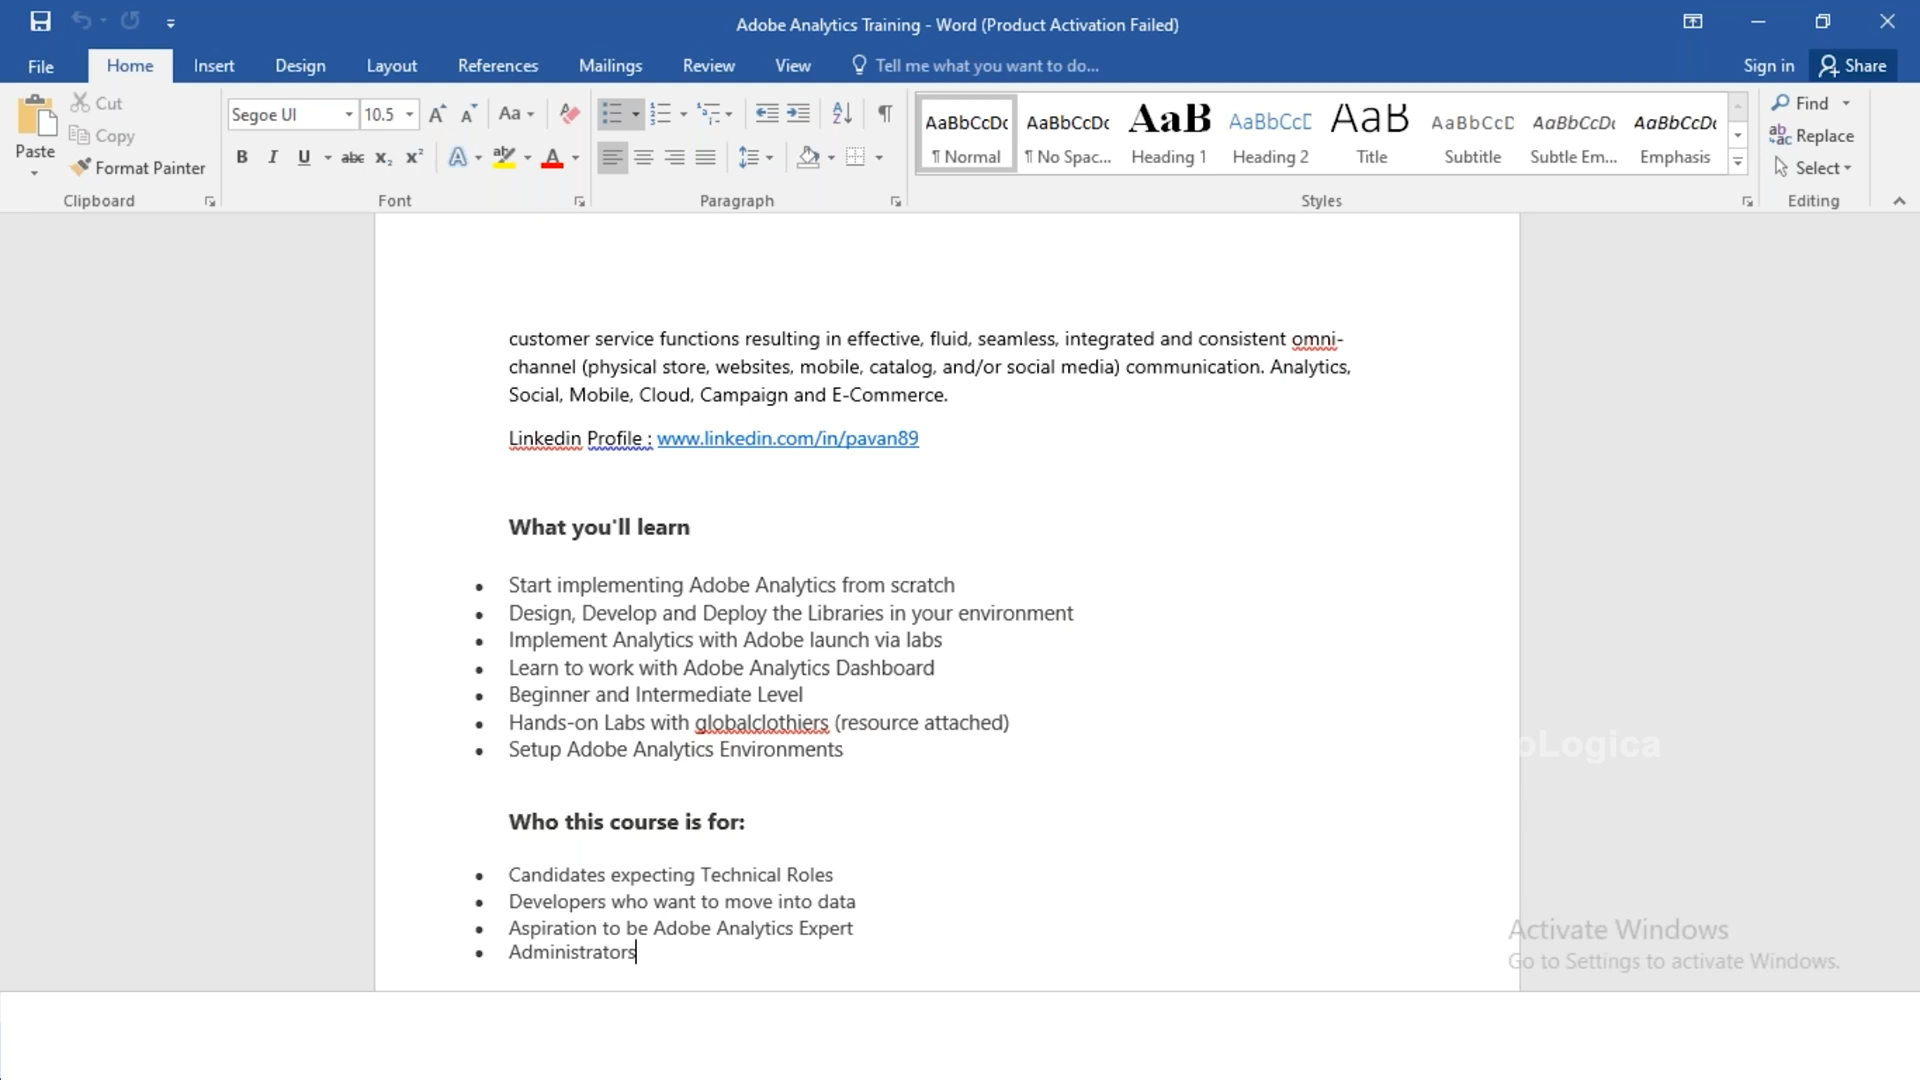 Adobe Analytics Training - Word (Product Activation Failed)
File Home Insert Design Layout References Mailings Review View Tell me what you want to do... Sign in Share
Paste Cut
Copy
Format Painter
Clipboard
Segoe UI 10.5 Aa
B I U abc X₂ X² A ab A
Font
Paragraph
AaBbCcDc AaBbCcDc AaB AaBbCcD AaB AaBbCcD AaBbCcDc AaBbCcDc
¶ Normal ¶ No Spac... Heading 1 Heading 2 Title Subtitle Subtle Em... Emphasis
Styles
Find
Replace
Select
Editing
customer service functions resulting in effective, fluid, seamless, integrated and consistent omni-
channel (physical store, websites, mobile, catalog, and/or social media) communication. Analytics,
Social, Mobile, Cloud, Campaign and E-Commerce.
Linkedin Profile : www.linkedin.com/in/pavan89
What you'll learn
• Start implementing Adobe Analytics from scratch
• Design, Develop and Deploy the Libraries in your environment
• Implement Analytics with Adobe launch via labs
• Learn to work with Adobe Analytics Dashboard
• Beginner and Intermediate Level
• Hands-on Labs with globalclothiers (resource attached)
• Setup Adobe Analytics Environments
Who this course is for:
• Candidates expecting Technical Roles
• Developers who want to move into data
• Aspiration to be Adobe Analytics Expert
• Administrators
Activate Windows
Go to Settings to activate Windows.